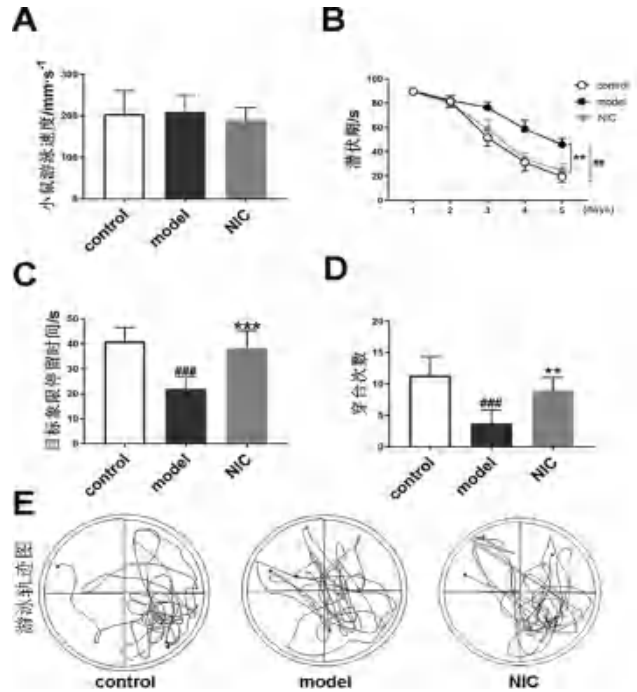 A
小鼠游泳速度/mm·s⁻¹
300
200
100
0
control
model
NIC
B
潜伏期/s
100
80
60
40
20
0
1
2
3
4
5
(days)
control
model
NIC
**
##
C
目标象限停留时间/s
50
40
30
20
10
0
###
***
control
model
NIC
D
穿台次数
20
15
10
5
0
###
**
control
model
NIC
E
游泳轨迹图
control
model
NIC